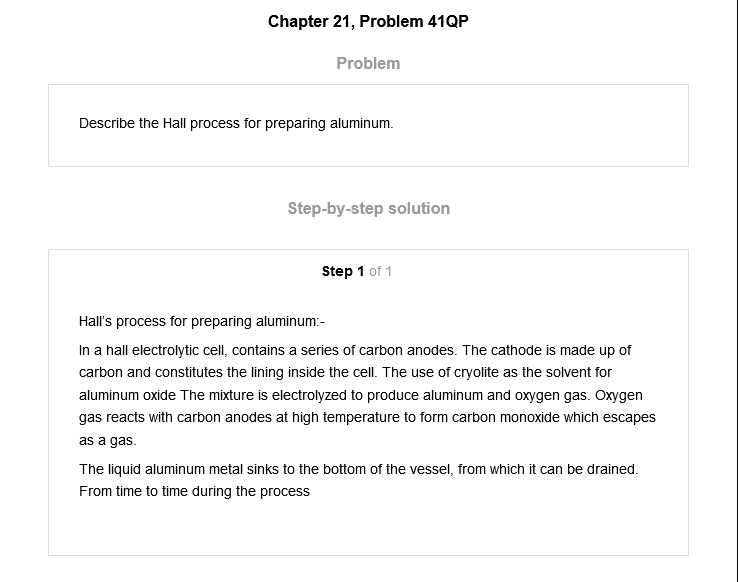 Chapter 21, Problem 41QP
Problem
Describe the Hall process for preparing aluminum.
Step-by-step solution
Step 1 of 1
Hall's process for preparing aluminum:-
In a hall electrolytic cell, contains a series of carbon anodes. The cathode is made up of
carbon and constitutes the lining inside the cell. The use of cryolite as the solvent for
aluminum oxide The mixture is electrolyzed to produce aluminum and oxygen gas. Oxygen
gas reacts with carbon anodes at high temperature to form carbon monoxide which escapes
as a gas.
The liquid aluminum metal sinks to the bottom of the vessel, from which it can be drained.
From time to time during the process